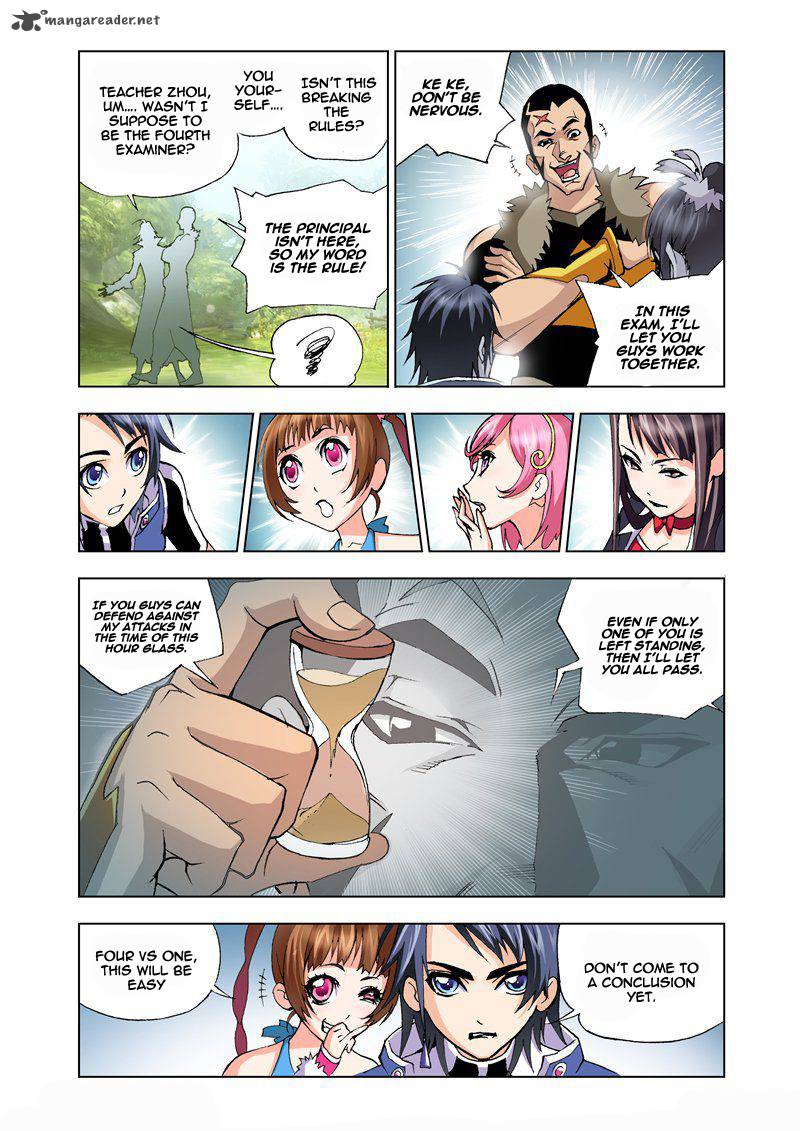 mangareader.net
TEACHER ZHOU,
UM.... WASN'T I
SUPPOSE TO
BE THE FOURTH
EXAMINER?
YOU
YOUR-
SELF....
ISN'T THIS
BREAKING
THE
RULES?
THE PRINCIPAL
ISN'T HERE,
SO MY WORD
IS THE RULE!
KE KE,
DON'T BE
NERVOUS.
IN THIS
EXAM, I'LL
LET YOU
GUYS WORK
TOGETHER.
IF YOU GUYS CAN
DEFEND AGAINST
MY ATTACKS IN
THE TIME OF THIS
HOUR GLASS.
EVEN IF ONLY
ONE OF YOU IS
LEFT STANDING,
THEN I'LL LET
YOU ALL PASS.
FOUR VS ONE,
THIS WILL BE
EASY
DON'T COME TO
A CONCLUSION
YET.